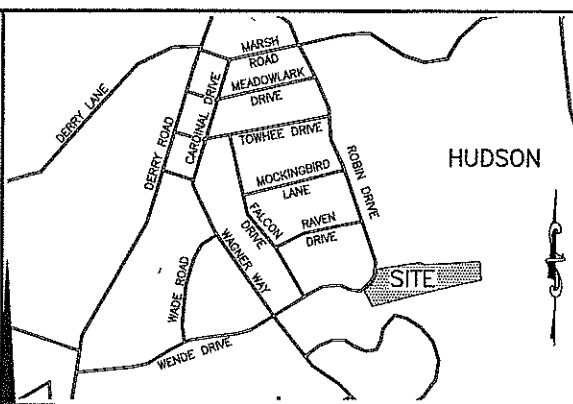 MARSH
ROAD
MEADOWLARK
DRIVE
DERRY LANE
CARDINAL DRIVE
DERRY ROAD
TOWHEE DRIVE
HUDSON
MOCKINGBIRD
LANE
ROBIN DRIVE
FALCON
DRIVE
RAVEN
DRIVE
WAGNER WAY
WADE ROAD
SITE
WENDE DRIVE